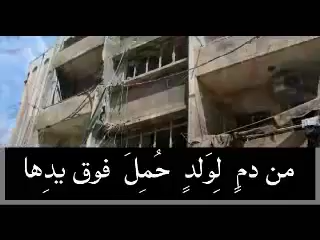 من دمٍ لِوَلدٍ حُمِلَ فوق يدِها